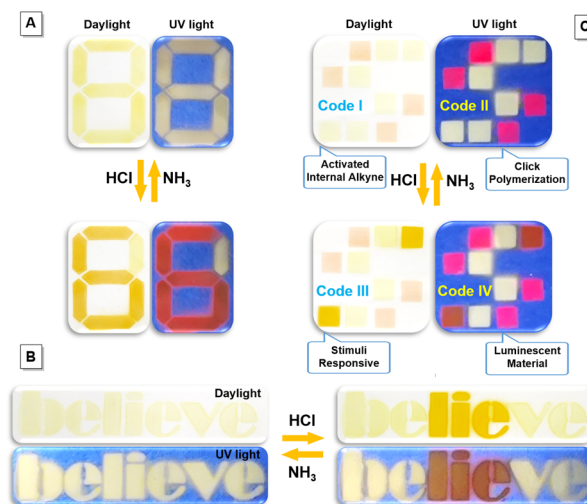 A
Daylight
UV light
HCl
NH3
Daylight
UV light
C
Code I
Code II
Activated
Internal Alkyne
Click
Polymerization
HCl
NH3
Code III
Code IV
Stimuli
Responsive
Luminescent
Material
B
believe
Daylight
believe
UV light
HCl
NH3
believe
believe